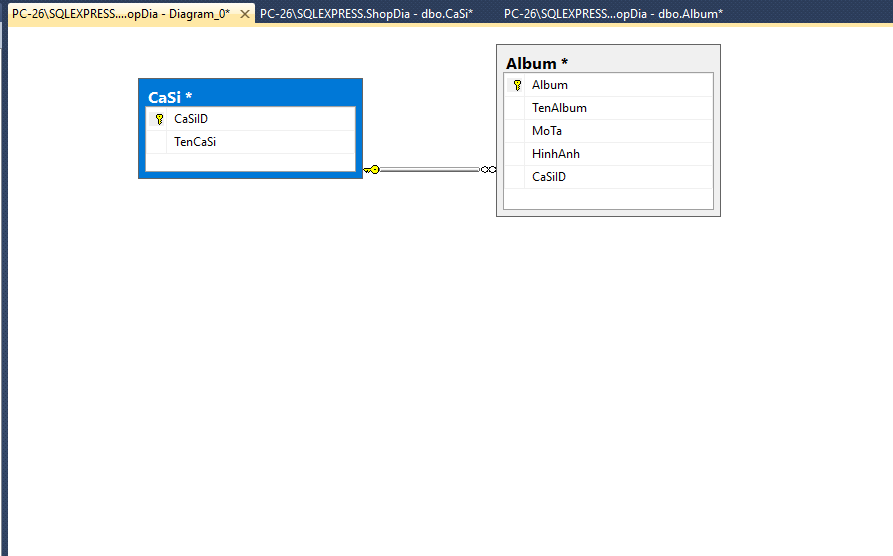 PC-26\SQLEXPRESS....opDia - Diagram_0*
PC-26\SQLEXPRESS.ShopDia - dbo.CaSi*
PC-26\SQLEXPRESS...opDia - dbo.Album*
CaSi *
CaSiID
TenCaSi
Album *
Album
TenAlbum
MoTa
HinhAnh
CaSiID